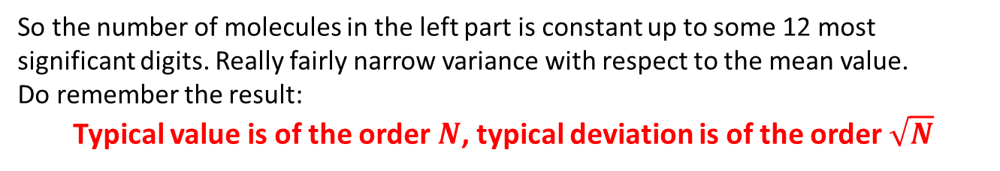 So the number of molecules in the left part is constant up to some 12 most
significant digits. Really fairly narrow variance with respect to the mean value.
Do remember the result:
Typical value is of the order N, typical deviation is of the order √N